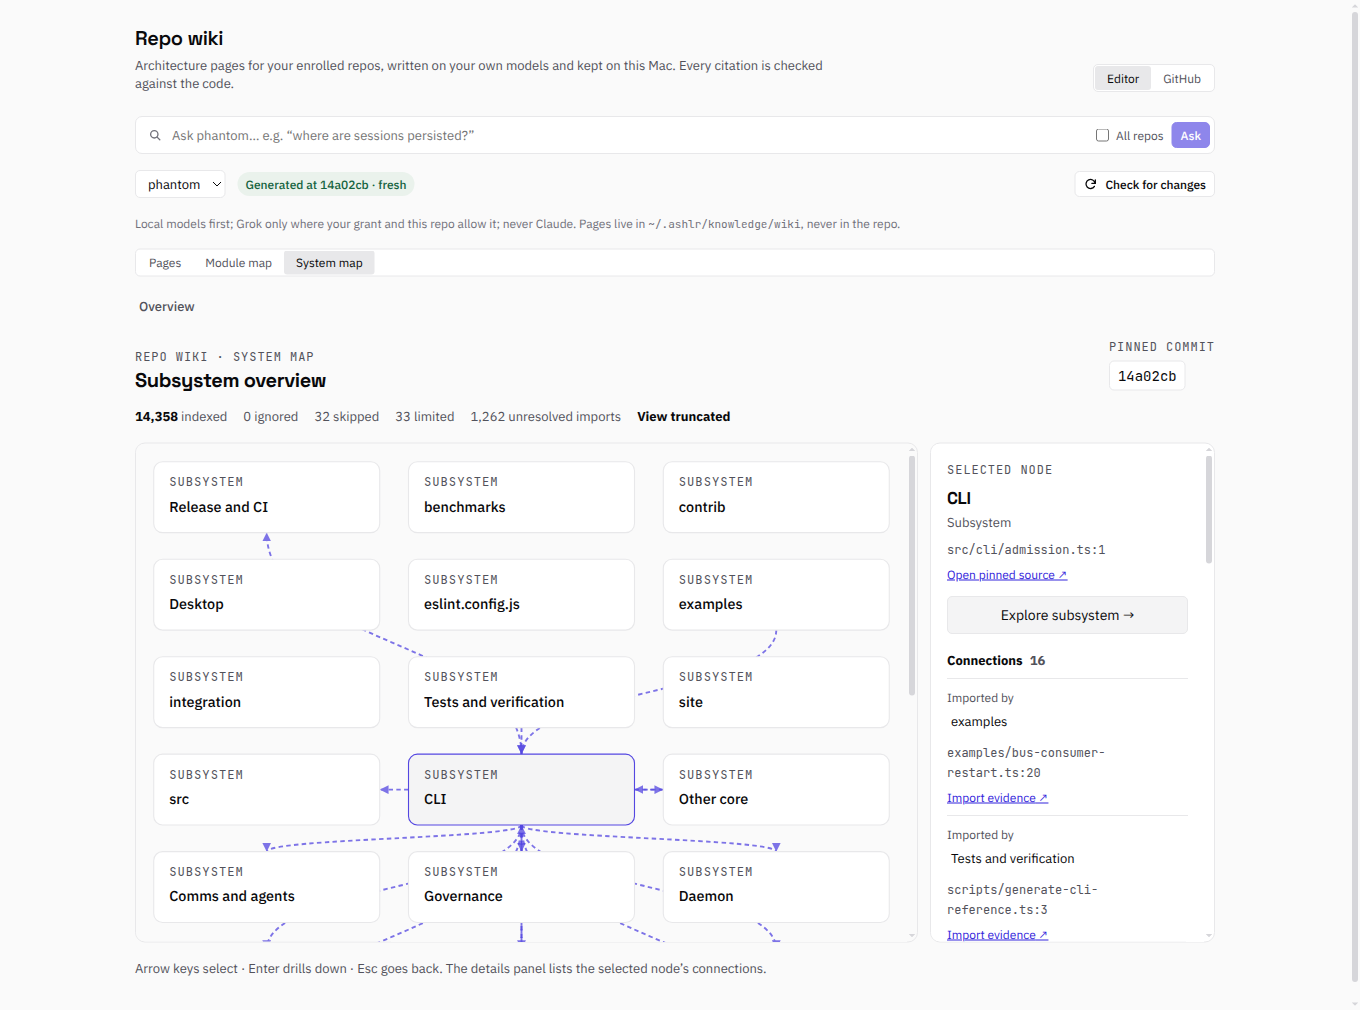 Repo wiki
Architecture pages for your enrolled repos, written on your own models and kept on this Mac. Every citation is checked
against the code.
Editor GitHub
Ask phantom... e.g. “where are sessions persisted?”
All repos Ask
phantom Generated at 14a02cb · fresh
Check for changes
Local models first; Grok only where your grant and this repo allow it; never Claude. Pages live in ~/.ashlr/knowledge/wiki, never in the repo.
Pages Module map System map
Overview
REPO WIKI · SYSTEM MAP
Subsystem overview
PINNED COMMIT
14a02cb
14,358 indexed 0 ignored 32 skipped 33 limited 1,262 unresolved imports View truncated
SUBSYSTEM
Release and CI
SUBSYSTEM
benchmarks
SUBSYSTEM
contrib
SUBSYSTEM
Desktop
SUBSYSTEM
eslint.config.js
SUBSYSTEM
examples
SUBSYSTEM
integration
SUBSYSTEM
Tests and verification
SUBSYSTEM
site
SUBSYSTEM
src
SUBSYSTEM
CLI
SUBSYSTEM
Other core
SUBSYSTEM
Comms and agents
SUBSYSTEM
Governance
SUBSYSTEM
Daemon
SELECTED NODE
CLI
Subsystem
src/cli/admission.ts:1
Open pinned source ↗
Explore subsystem →
Connections 16
Imported by
examples
examples/bus-consumer-
restart.ts:20
Import evidence ↗
Imported by
Tests and verification
scripts/generate-cli-
reference.ts:3
Import evidence ↗
Arrow keys select · Enter drills down · Esc goes back. The details panel lists the selected node’s connections.